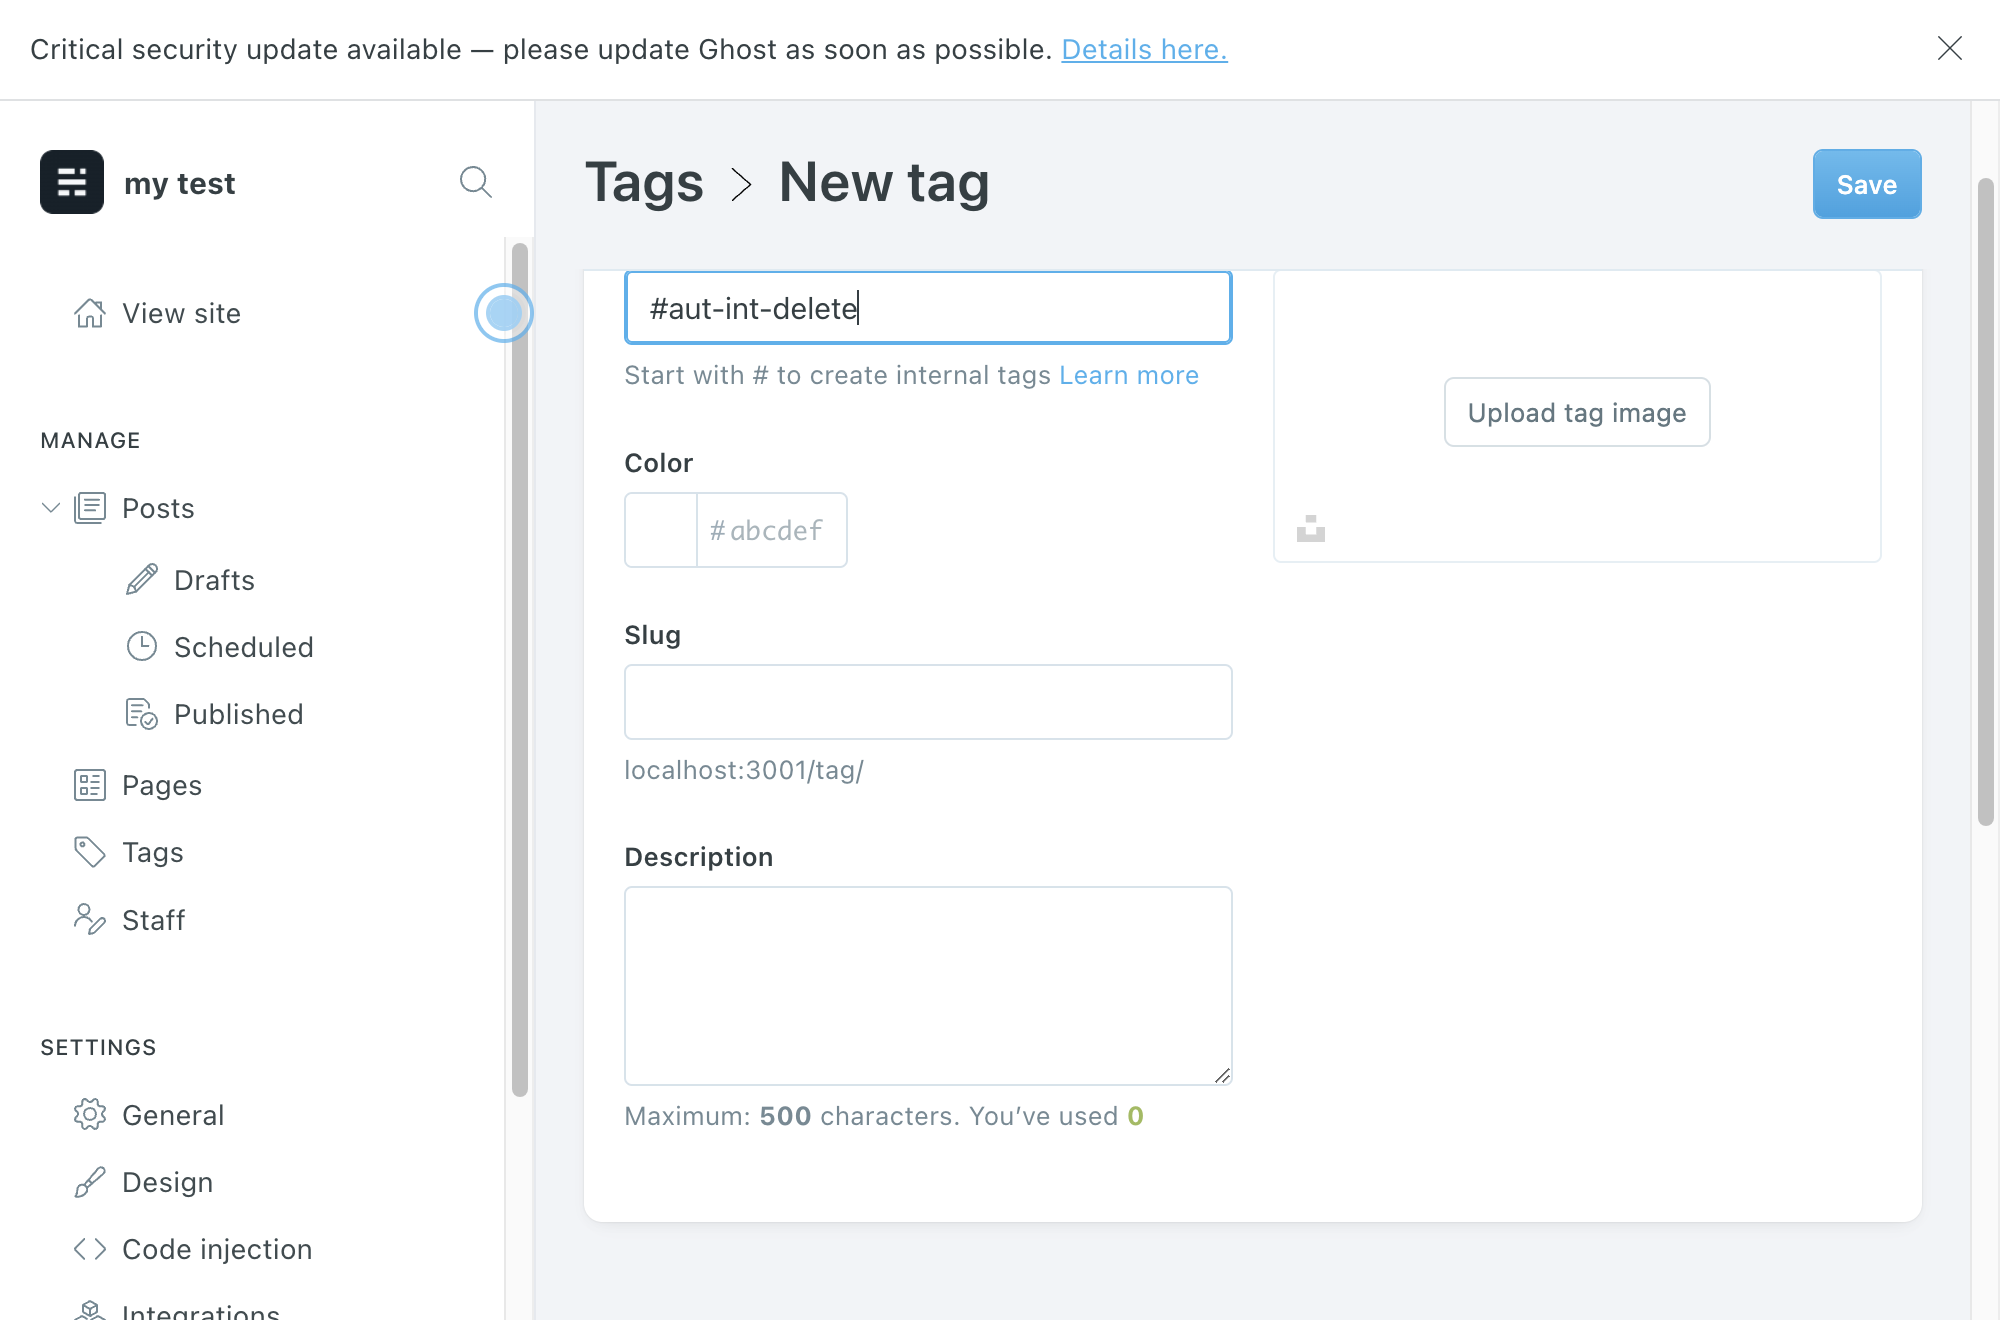 Critical security update available — please update Ghost as soon as possible. Details here.
my test
View site
MANAGE
Posts
Drafts
Scheduled
Published
Pages
Tags
Staff
SETTINGS
General
Design
Code injection
Integrations
Tags > New tag
Save
#aut-int-delete
Start with # to create internal tags Learn more
Upload tag image
Color
#abcdef
Slug
localhost:3001/tag/
Description
Maximum: 500 characters. You’ve used 0